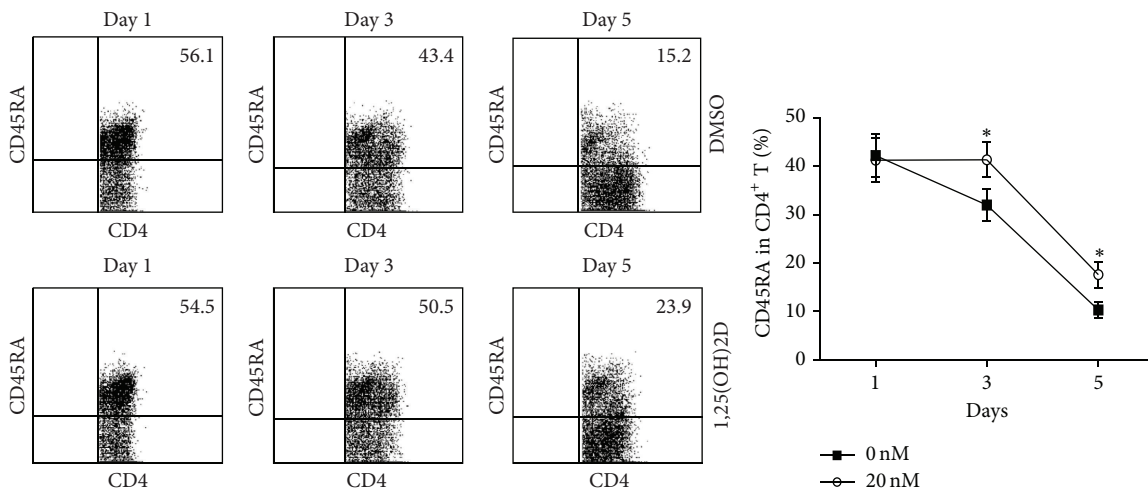 Day 1
Day 3
Day 5
56.1
43.4
15.2
CD45RA
CD45RA
CD45RA
DMSO
CD4
CD4
CD4
Day 1
Day 3
Day 5
54.5
50.5
23.9
CD45RA
CD45RA
CD45RA
1,25(OH)2D
CD4
CD4
CD4
CD45RA in CD4⁺ T (%)
50
40
30
20
10
0
*
*
1 3 5
Days
0 nM
20 nM